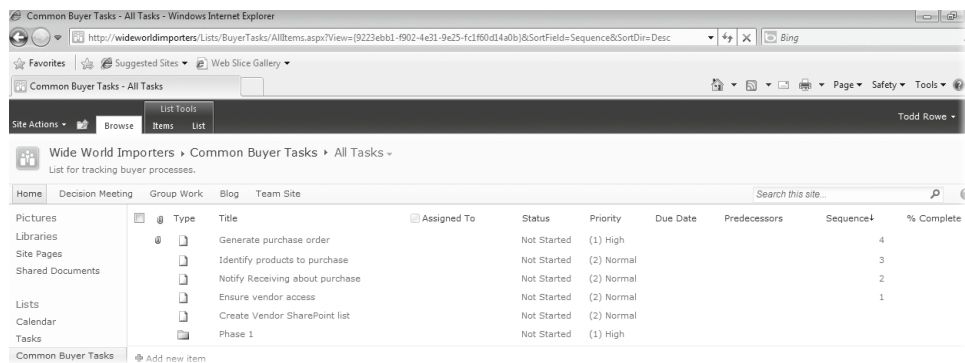 Common Buyer Tasks - All Tasks - Windows Internet Explorer
http://wideworldimporters/Lists/BuyerTasks/AllItems.aspx?View={9223ebb1-f902-4e31-9e25-fc1f60d14a0b}&SortField=Sequence&SortDir=Desc
Bing
Favorites Suggested Sites Web Slice Gallery
Common Buyer Tasks - All Tasks
Page Safety Tools
List Tools
Site Actions Browse Items List
Todd Rowe
Wide World Importers Common Buyer Tasks All Tasks
List for tracking buyer processes.
Home Decision Meeting Group Work Blog Team Site
Search this site...
Pictures
Libraries
Site Pages
Shared Documents
Lists
Calendar
Tasks
Common Buyer Tasks
Type Title Assigned To Status Priority Due Date Predecessors Sequence % Complete
Generate purchase order Not Started (1) High 4
Identify products to purchase Not Started (2) Normal 3
Notify Receiving about purchase Not Started (2) Normal 2
Ensure vendor access Not Started (2) Normal 1
Create Vendor SharePoint list Not Started (2) Normal
Phase 1 Not Started (1) High
Add new item